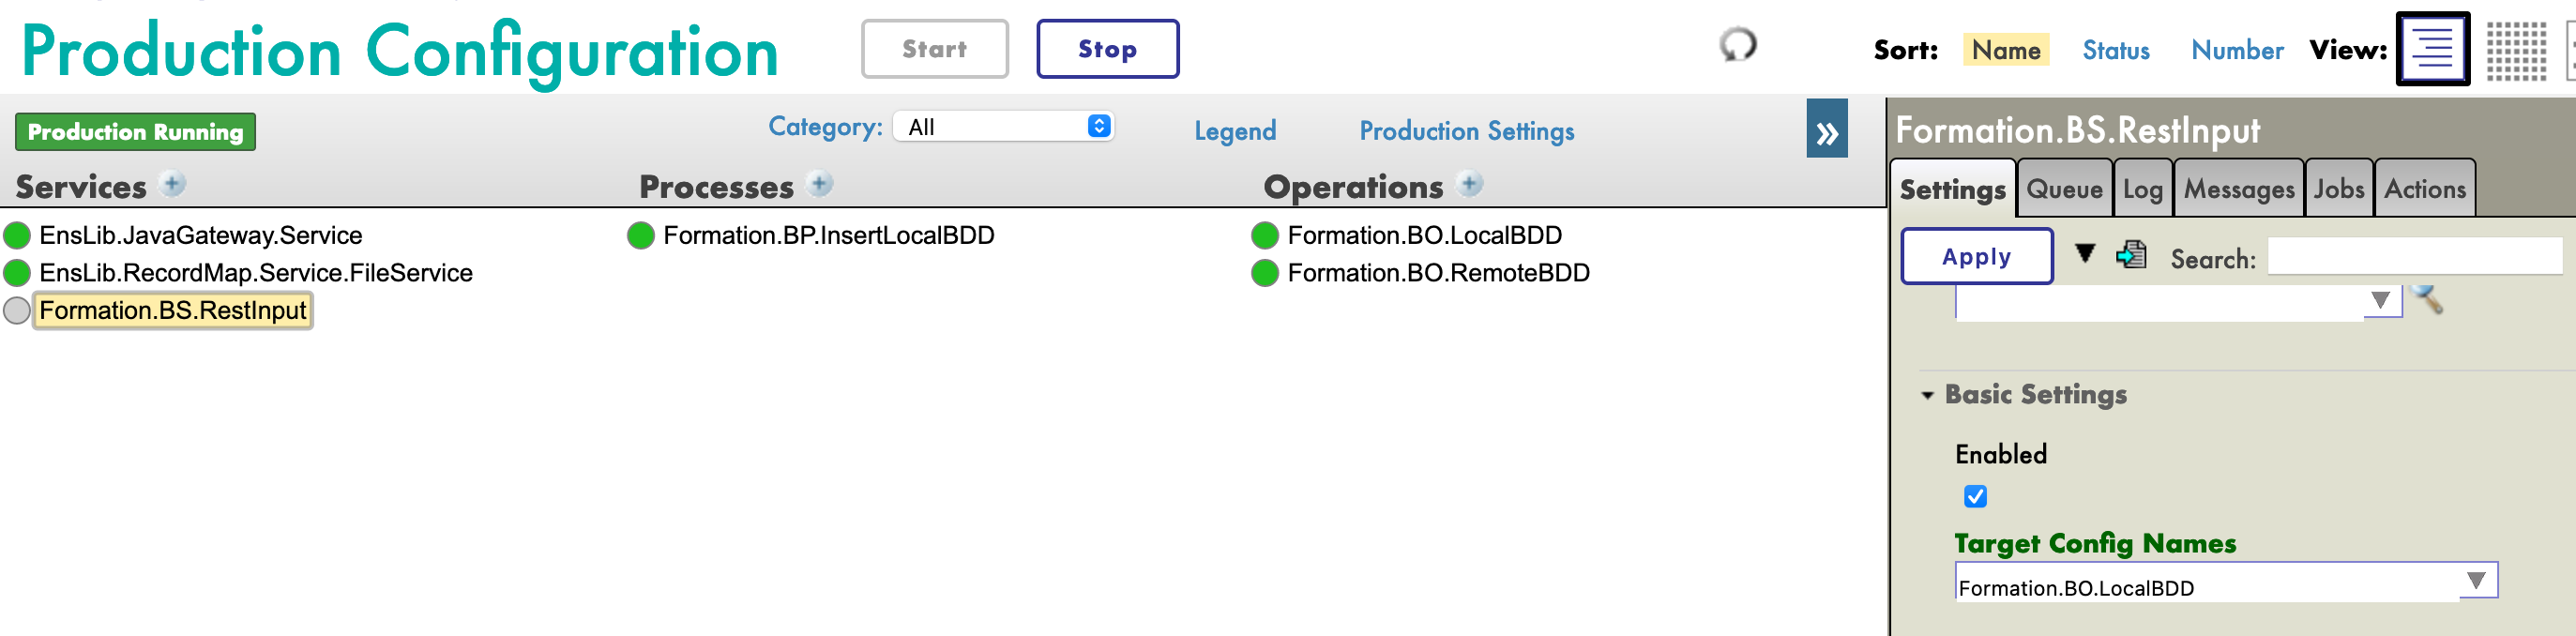 Production Configuration
Start
Stop
Sort: Name Status Number View:
Production Running
Category: All
Legend
Production Settings
»
Services
Processes
Operations
EnsLib.JavaGateway.Service
EnsLib.RecordMap.Service.FileService
Formation.BS.RestInput
Formation.BP.InsertLocalBDD
Formation.BO.LocalBDD
Formation.BO.RemoteBDD
Formation.BS.RestInput
Settings Queue Log Messages Jobs Actions
Apply
Search:
Basic Settings
Enabled
Target Config Names
Formation.BO.LocalBDD